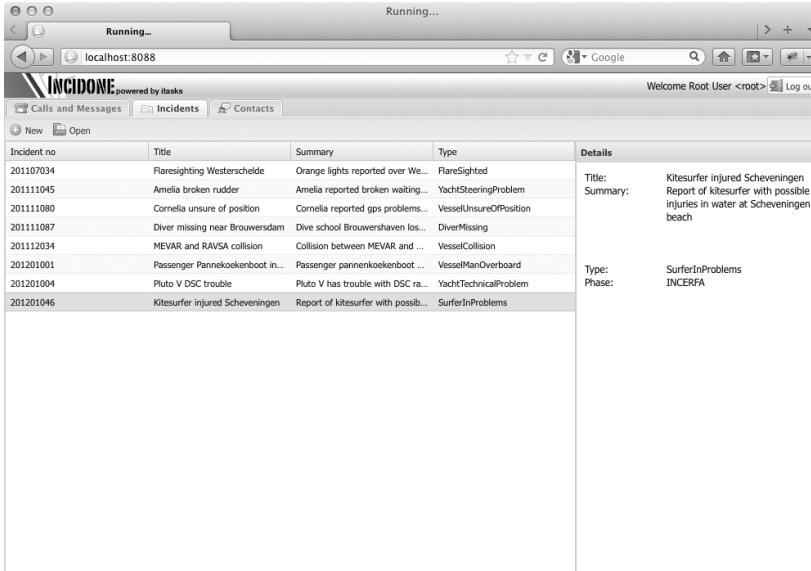 Running...
Running...
localhost:8088
Google
INCIDONE powered by itasks
Welcome Root User <root>
Log ou
Calls and Messages
Incidents
Contacts
New
Open
Incident no Title Summary Type
201107034 Flaresighting Westerschelde Orange lights reported over We... FlareSighted
201111045 Amelia broken rudder Amelia reported broken waiting... YachtSteeringProblem
201111080 Cornelia unsure of position Cornelia reported gps problems... VesselUnsureOfPosition
201111087 Diver missing near Brouwersdam Dive school Brouwershaven los... DiverMissing
201112034 MEVAR and RAVSA collision Collision between MEVAR and ... VesselCollision
201201001 Passenger Pannekoekenboot in... Passenger pannenkoekenboot ... VesselManOverboard
201201004 Pluto V DSC trouble Pluto V has trouble with DSC ra... YachtTechnicalProblem
201201046 Kitesurfer injured Scheveningen Report of kitesurfer with possib... SurferInProblems
Details
Title: Kitesurfer injured Scheveningen
Summary: Report of kitesurfer with possible
injuries in water at Scheveningen
beach
Type: SurferInProblems
Phase: INCERFA